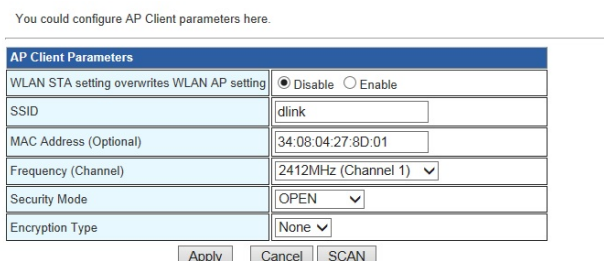 You could configure AP Client parameters here.
AP Client Parameters
WLAN STA setting overwrites WLAN AP setting Disable Enable
SSID dlink
MAC Address (Optional) 34:08:04:27:8D:01
Frequency (Channel) 2412MHz (Channel 1)
Security Mode OPEN
Encryption Type None
Apply Cancel SCAN